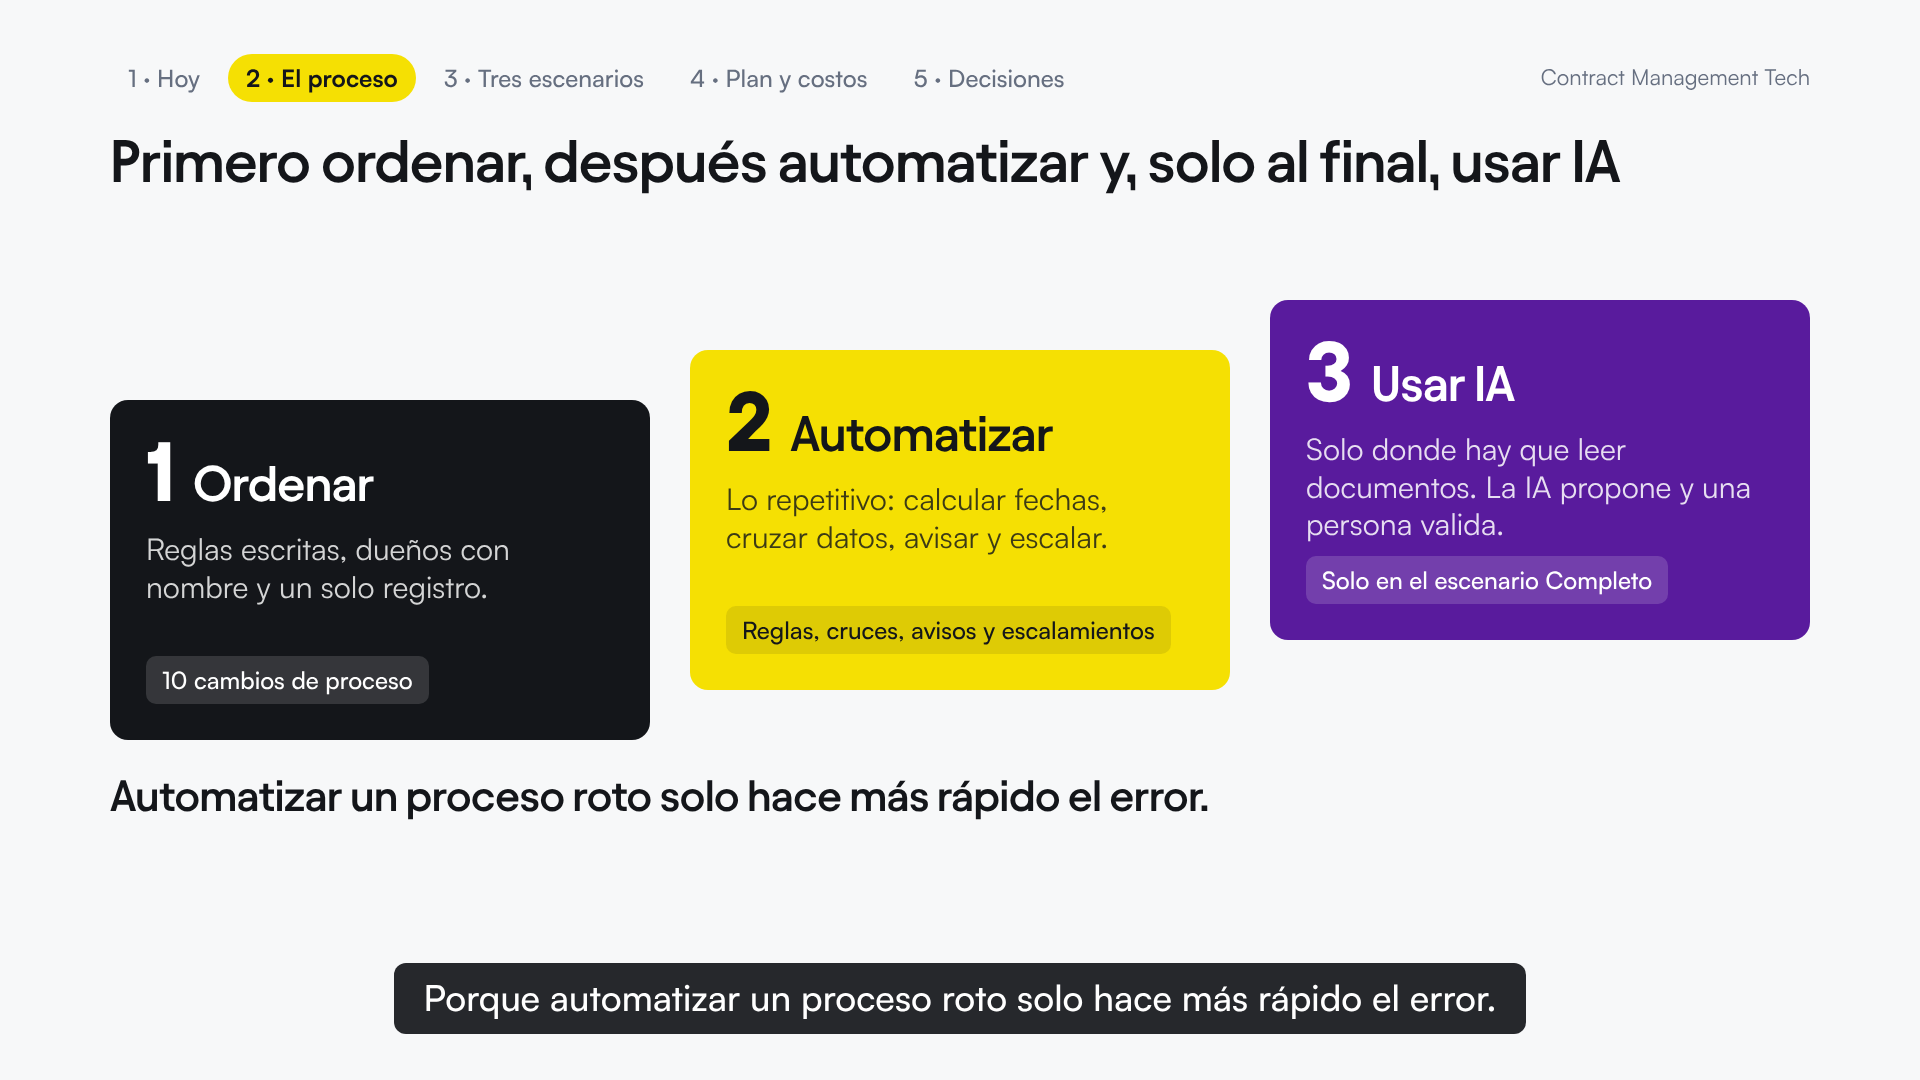 1 · Hoy
2 · El proceso
3 · Tres escenarios
4 · Plan y costos
5 · Decisiones
Contract Management Tech
Primero ordenar, después automatizar y, solo al final, usar IA
1 Ordenar
Reglas escritas, dueños con
nombre y un solo registro.
10 cambios de proceso
2 Automatizar
Lo repetitivo: calcular fechas,
cruzar datos, avisar y escalar.
Reglas, cruces, avisos y escalamientos
3 Usar IA
Solo donde hay que leer
documentos. La IA propone y una
persona valida.
Solo en el escenario Completo
Automatizar un proceso roto solo hace más rápido el error.
Porque automatizar un proceso roto solo hace más rápido el error.